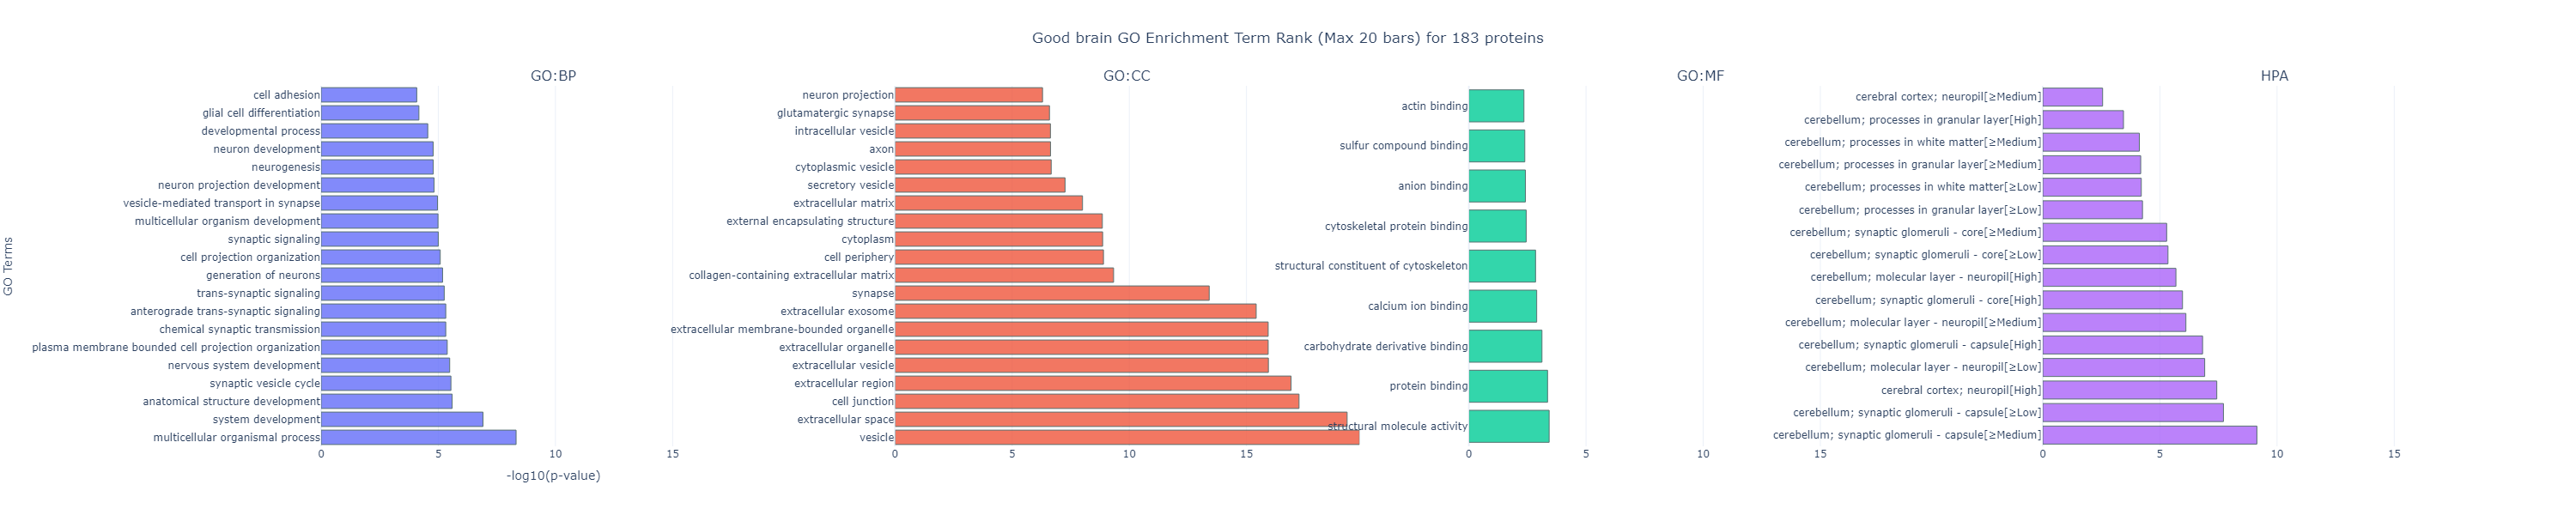 Good brain GO Enrichment Term Rank (Max 20 bars) for 183 proteins
GO:BP
cell adhesion
glial cell differentiation
developmental process
neuron development
neurogenesis
neuron projection development
vesicle-mediated transport in synapse
multicellular organism development
synaptic signaling
cell projection organization
generation of neurons
trans-synaptic signaling
anterograde trans-synaptic signaling
chemical synaptic transmission
plasma membrane bounded cell projection organization
nervous system development
synaptic vesicle cycle
anatomical structure development
system development
multicellular organismal process
0 5 10 15
-log10(p-value)
GO Terms
GO:CC
neuron projection
glutamatergic synapse
intracellular vesicle
axon
cytoplasmic vesicle
secretory vesicle
extracellular matrix
external encapsulating structure
cytoplasm
cell periphery
collagen-containing extracellular matrix
synapse
extracellular exosome
extracellular membrane-bounded organelle
extracellular organelle
extracellular vesicle
extracellular region
cell junction
extracellular space
vesicle
0 5 10 15
GO:MF
actin binding
sulfur compound binding
anion binding
cytoskeletal protein binding
structural constituent of cytoskeleton
calcium ion binding
carbohydrate derivative binding
protein binding
structural molecule activity
0 5 10 15
HPA
cerebral cortex; neuropil[≥Medium]
cerebellum; processes in granular layer[High]
cerebellum; processes in white matter[≥Medium]
cerebellum; processes in granular layer[≥Medium]
cerebellum; processes in white matter[≥Low]
cerebellum; processes in granular layer[≥Low]
cerebellum; synaptic glomeruli - core[≥Medium]
cerebellum; synaptic glomeruli - core[≥Low]
cerebellum; molecular layer - neuropil[High]
cerebellum; synaptic glomeruli - core[High]
cerebellum; molecular layer - neuropil[≥Medium]
cerebellum; synaptic glomeruli - capsule[High]
cerebellum; molecular layer - neuropil[≥Low]
cerebral cortex; neuropil[High]
cerebellum; synaptic glomeruli - capsule[≥Low]
cerebellum; synaptic glomeruli - capsule[≥Medium]
0 5 10 15